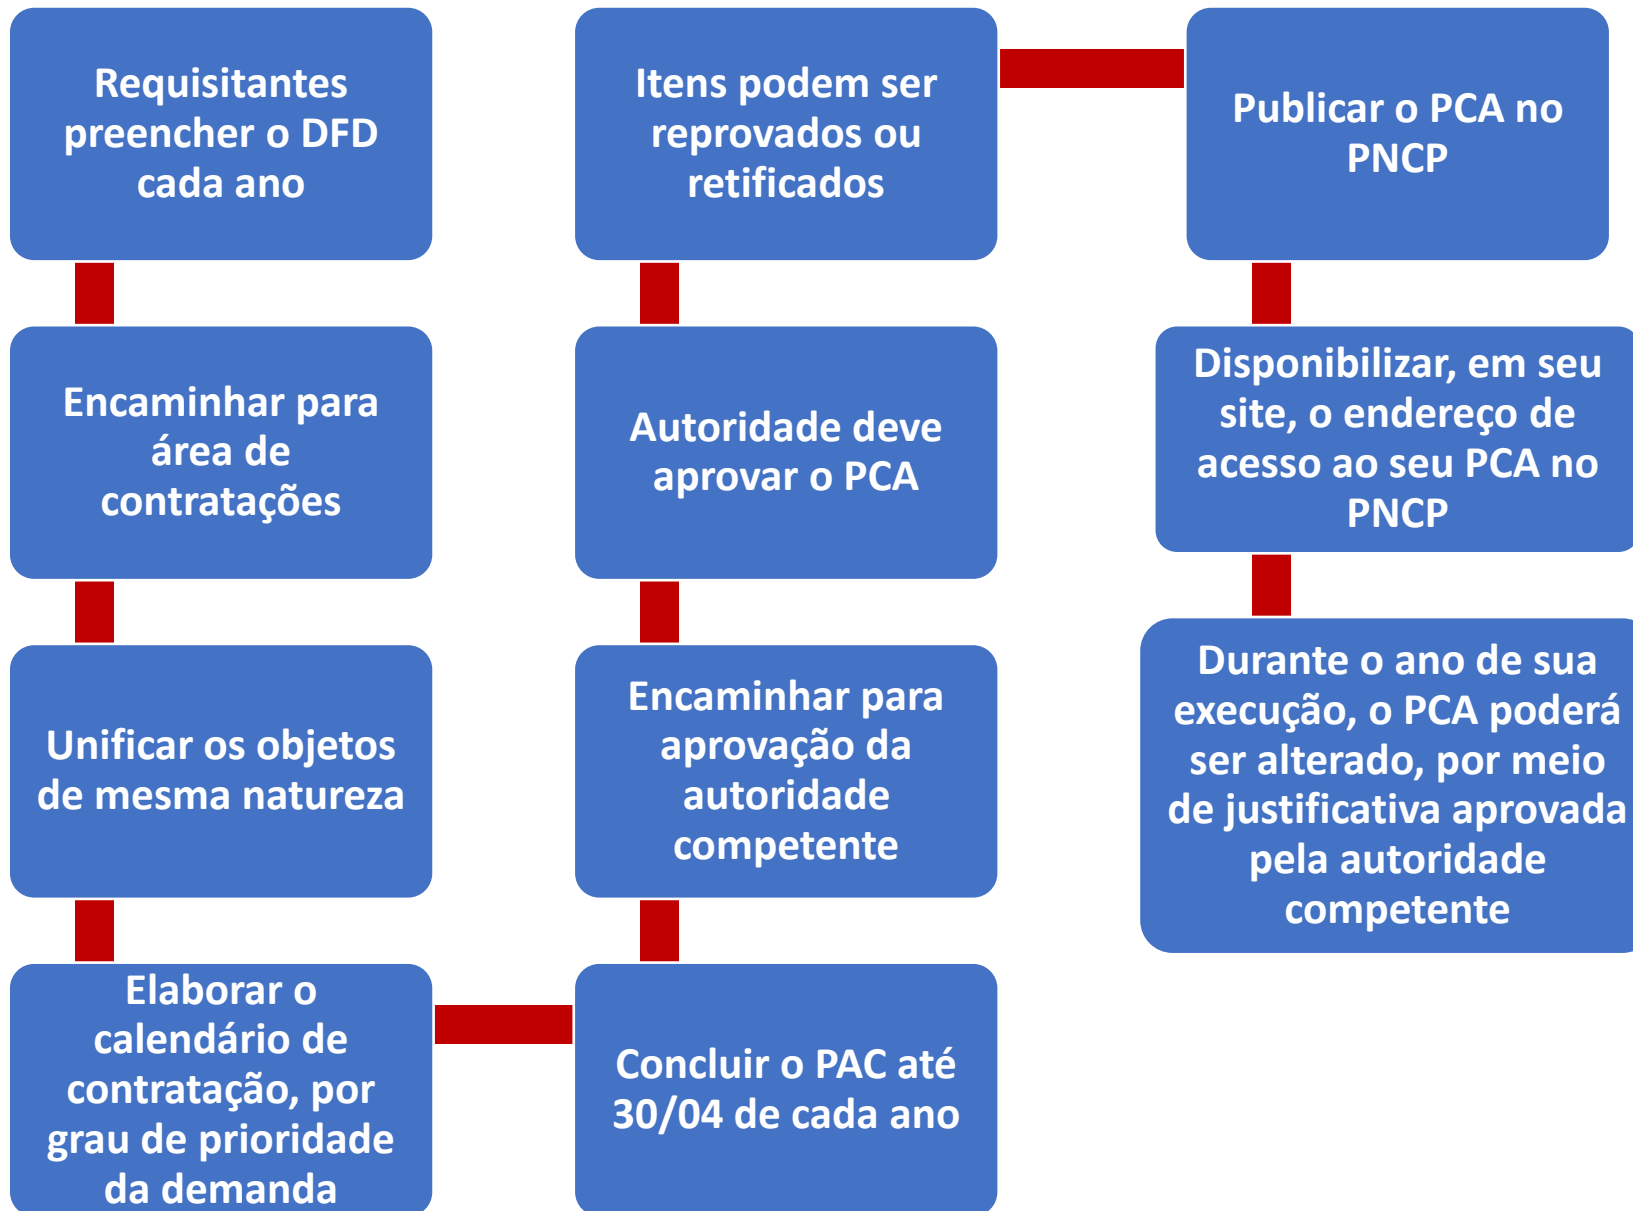 Requisitantes
preencher o DFD
cada ano
Encaminhar para
área de
contratações
Unificar os objetos
de mesma natureza
Elaborar o
calendário de
contratação, por
grau de prioridade
da demanda
Concluir o PAC até
30/04 de cada ano
Encaminhar para
aprovação da
autoridade
competente
Autoridade deve
aprovar o PCA
Itens podem ser
reprovados ou
retificados
Publicar o PCA no
PNCP
Disponibilizar, em seu
site, o endereço de
acesso ao seu PCA no
PNCP
Durante o ano de sua
execução, o PCA poderá
ser alterado, por meio
de justificativa aprovada
pela autoridade
competente